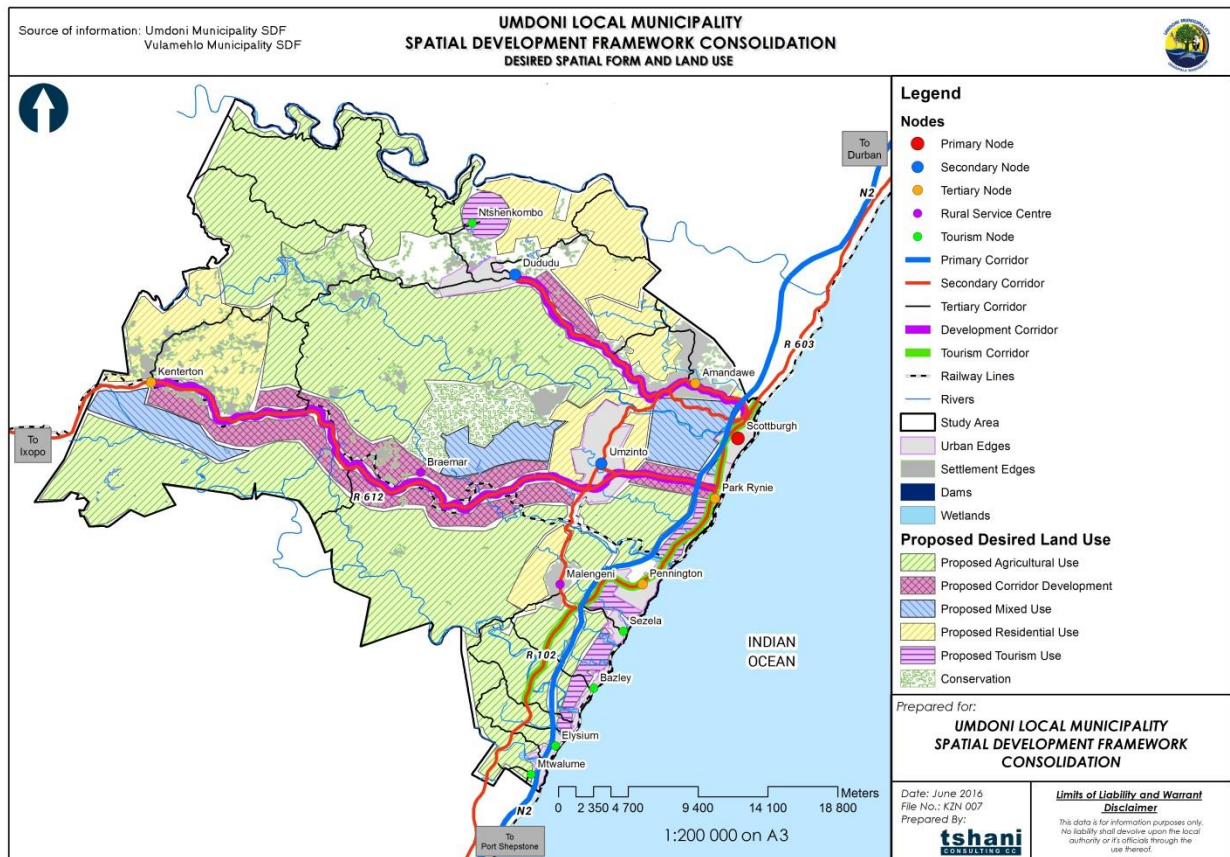 Source of information: Umdoni Municipality SDF
Vulamehlo Municipality SDF
UMDONI LOCAL MUNICIPALITY
SPATIAL DEVELOPMENT FRAMEWORK CONSOLIDATION
DESIRED SPATIAL FORM AND LAND USE
To
Durban
N2
Ntshenkombo
Dududu
R 603
Kenterton
Amandawe
To
Ixopo
Scottburgh
Umzinto
Braemar
R 612
Park Rynie
Malengeni
Pennington
Sezela
INDIAN
OCEAN
R 102
Bazley
Elysium
Mtwalume
N2
To
Port Shepstone
Meters
0 2 350 4 700 9 400 14 100 18 800
1:200 000 on A3
Legend
Nodes
Primary Node
Secondary Node
Tertiary Node
Rural Service Centre
Tourism Node
Primary Corridor
Secondary Corridor
Tertiary Corridor
Development Corridor
Tourism Corridor
Railway Lines
Rivers
Study Area
Urban Edges
Settlement Edges
Dams
Wetlands
Proposed Desired Land Use
Proposed Agricultural Use
Proposed Corridor Development
Proposed Mixed Use
Proposed Residential Use
Proposed Tourism Use
Conservation
Prepared for:
UMDONI LOCAL MUNICIPALITY
SPATIAL DEVELOPMENT FRAMEWORK
CONSOLIDATION
Date: June 2016
File No.: KZN 007
Prepared By:
tshani
CONSULTING CC
Limits of Liability and Warrant
Disclaimer
This data is for information purposes only.
No liability shall devolve upon the local
authority or it's officials through the
use thereof.